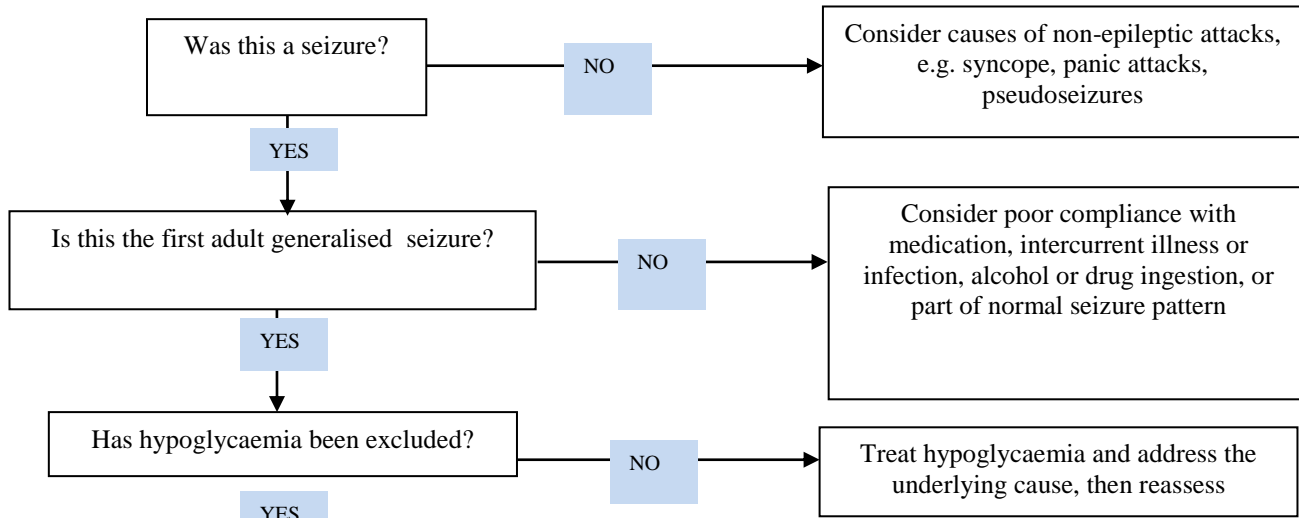 Was this a seizure?
NO
Consider causes of non-epileptic attacks,
e.g. syncope, panic attacks,
pseudoseizures
YES
Is this the first adult generalised seizure?
NO
Consider poor compliance with
medication, intercurrent illness or
infection, alcohol or drug ingestion, or
part of normal seizure pattern
YES
Has hypoglycaemia been excluded?
NO
Treat hypoglycaemia and address the
underlying cause, then reassess
YES